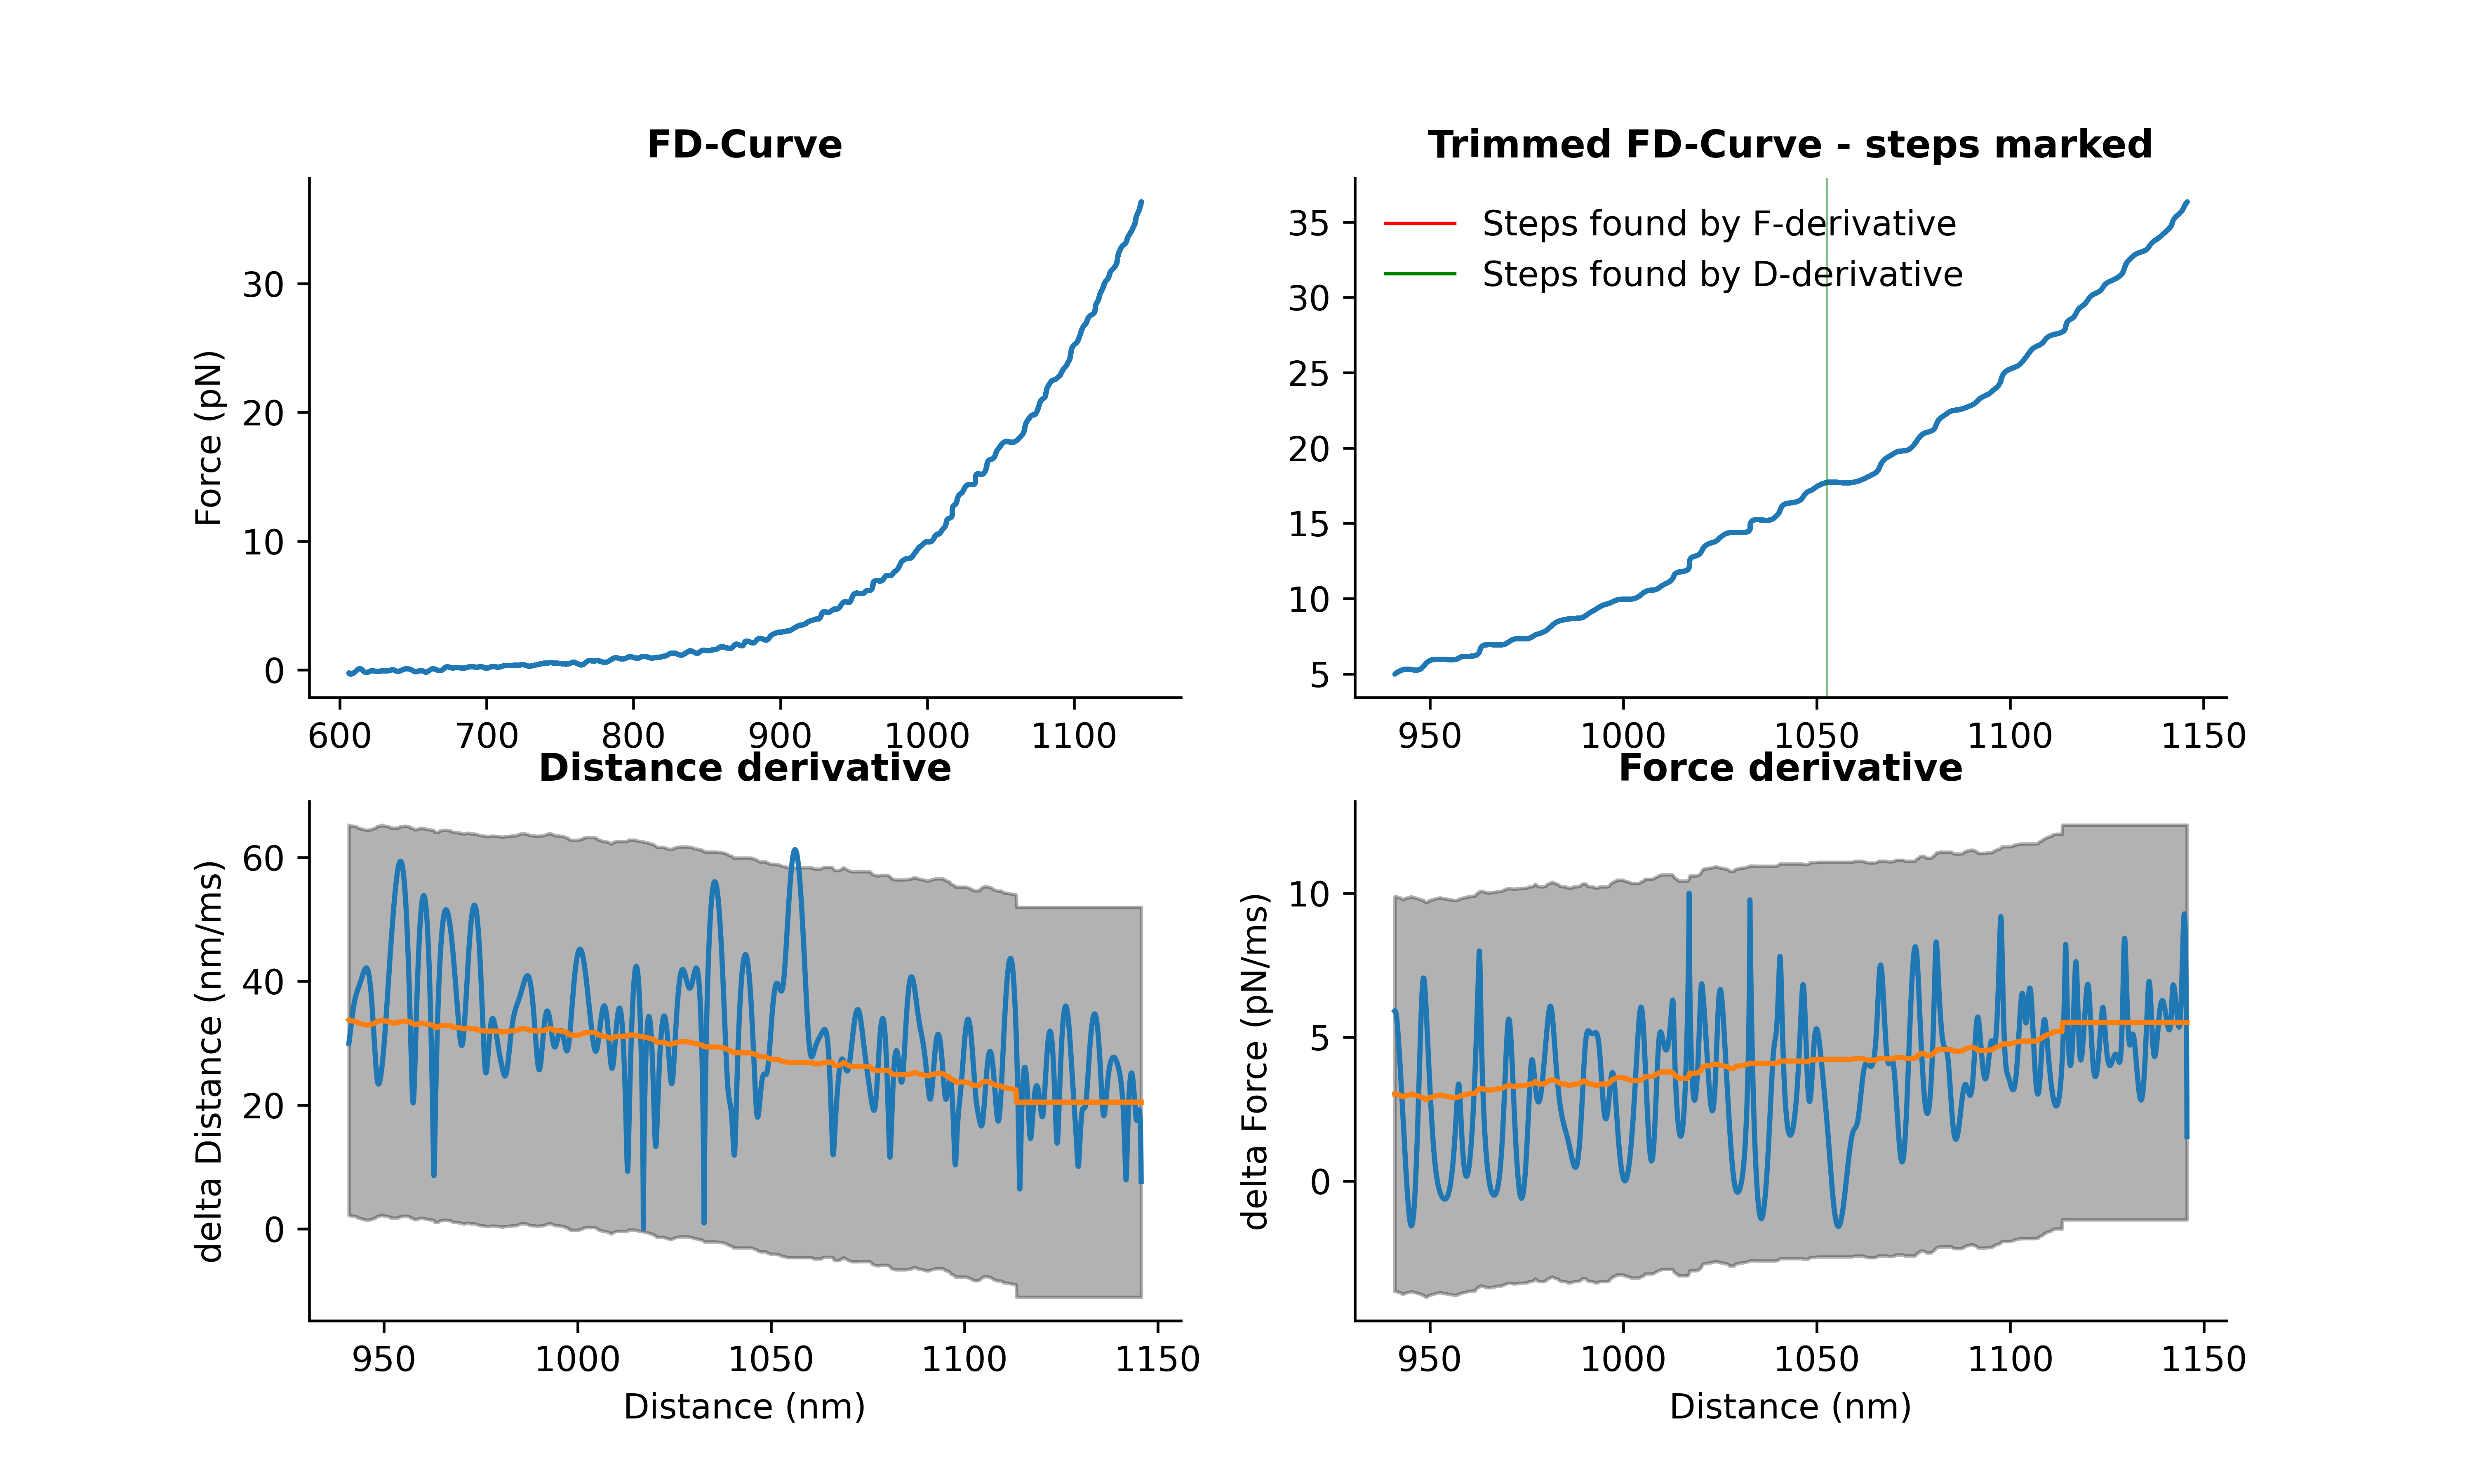 FD-Curve
Force (pN)
30
20
10
0
600 700 800 900 1000 1100
Trimmed FD-Curve - steps marked
Steps found by F-derivative
Steps found by D-derivative
35
30
25
20
15
10
5
950 1000 1050 1100 1150
Distance derivative
delta Distance (nm/ms)
60
40
20
0
950 1000 1050 1100 1150
Distance (nm)
Force derivative
delta Force (pN/ms)
10
5
0
950 1000 1050 1100 1150
Distance (nm)